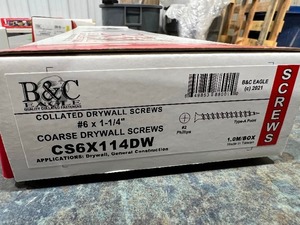 B&C
EAGLE
COLLATED DRYWALL SCREWS
#6 x 1-1/4"
COARSE DRYWALL SCREWS
CS6X114DW
APPLICATIONS: Drywall, General Construction
B&C EAGLE
(c) 2021
#2
Phillips
Type-A Point
1,0M/BOX
Made in Taiwan
SCREWS